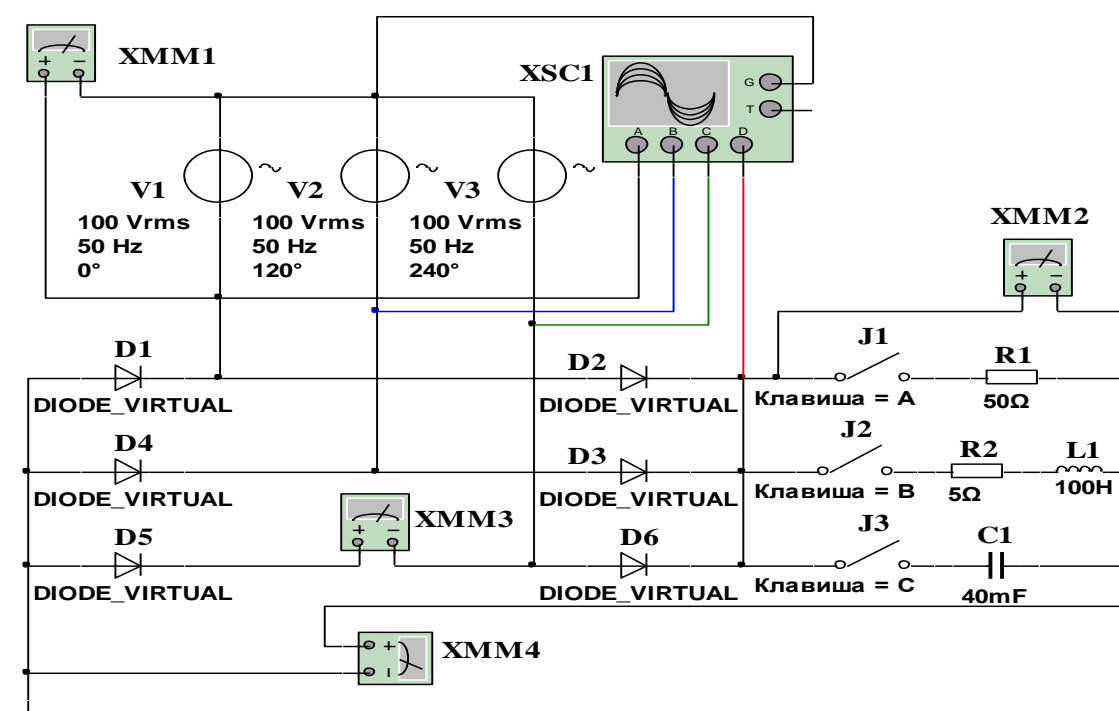 XMM1
XSC1
G
T
A B C D
V1
100 Vrms
50 Hz
0°
V2
100 Vrms
50 Hz
120°
V3
100 Vrms
50 Hz
240°
XMM2
D1
DIODE_VIRTUAL
D2
DIODE_VIRTUAL
J1
Клавиша = A
R1
50Ω
D4
DIODE_VIRTUAL
D3
DIODE_VIRTUAL
J2
Клавиша = B
R2
5Ω
L1
100H
XMM3
D5
DIODE_VIRTUAL
D6
DIODE_VIRTUAL
J3
Клавиша = C
C1
40mF
XMM4